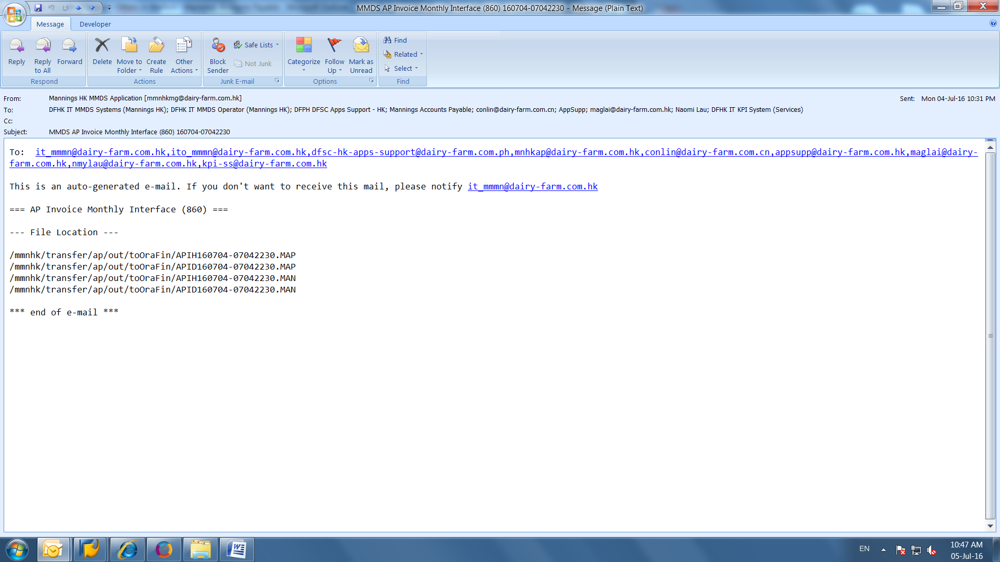 MMDS AP Invoice Monthly Interface (860) 160704-07042230 - Message (Plain Text)
Message Developer
Reply Reply to All Forward Delete Move to Folder Create Rule Other Actions Block Sender Safe Lists Not Junk Categorize Follow Up Mark as Unread Find Related Select
Respond Actions Junk E-mail Options Find
From: Mannings HK MMDS Application [mmnhkmg@dairy-farm.com.hk] Sent: Mon 04-Jul-16 10:31 PM
To: DFHK IT MMDS Systems (Mannings HK); DFHK IT MMDS Operator (Mannings HK); DFPH DFSC Apps Support - HK; Mannings Accounts Payable; conlin@dairy-farm.com.cn; AppSupp; maglai@dairy-farm.com.hk; Naomi Lau; DFHK IT KPI System (Services)
Cc:
Subject: MMDS AP Invoice Monthly Interface (860) 160704-07042230
To: it_mmmn@dairy-farm.com.hk,ito_mmmn@dairy-farm.com.hk,dfsc-hk-apps-support@dairy-farm.com.ph,mnhkap@dairy-farm.com.hk,conlin@dairy-farm.com.cn,appsupp@dairy-farm.com.hk,maglai@dairy-
farm.com.hk,nmylau@dairy-farm.com.hk,kpi-ss@dairy-farm.com.hk
This is an auto-generated e-mail. If you don't want to receive this mail, please notify it_mmmn@dairy-farm.com.hk
=== AP Invoice Monthly Interface (860) ===
--- File Location ---
/mmnhk/transfer/ap/out/toOraFin/APIH160704-07042230.MAP
/mmnhk/transfer/ap/out/toOraFin/APID160704-07042230.MAP
/mmnhk/transfer/ap/out/toOraFin/APIH160704-07042230.MAN
/mmnhk/transfer/ap/out/toOraFin/APID160704-07042230.MAN
*** end of e-mail ***
EN 10:47 AM
05-Jul-16